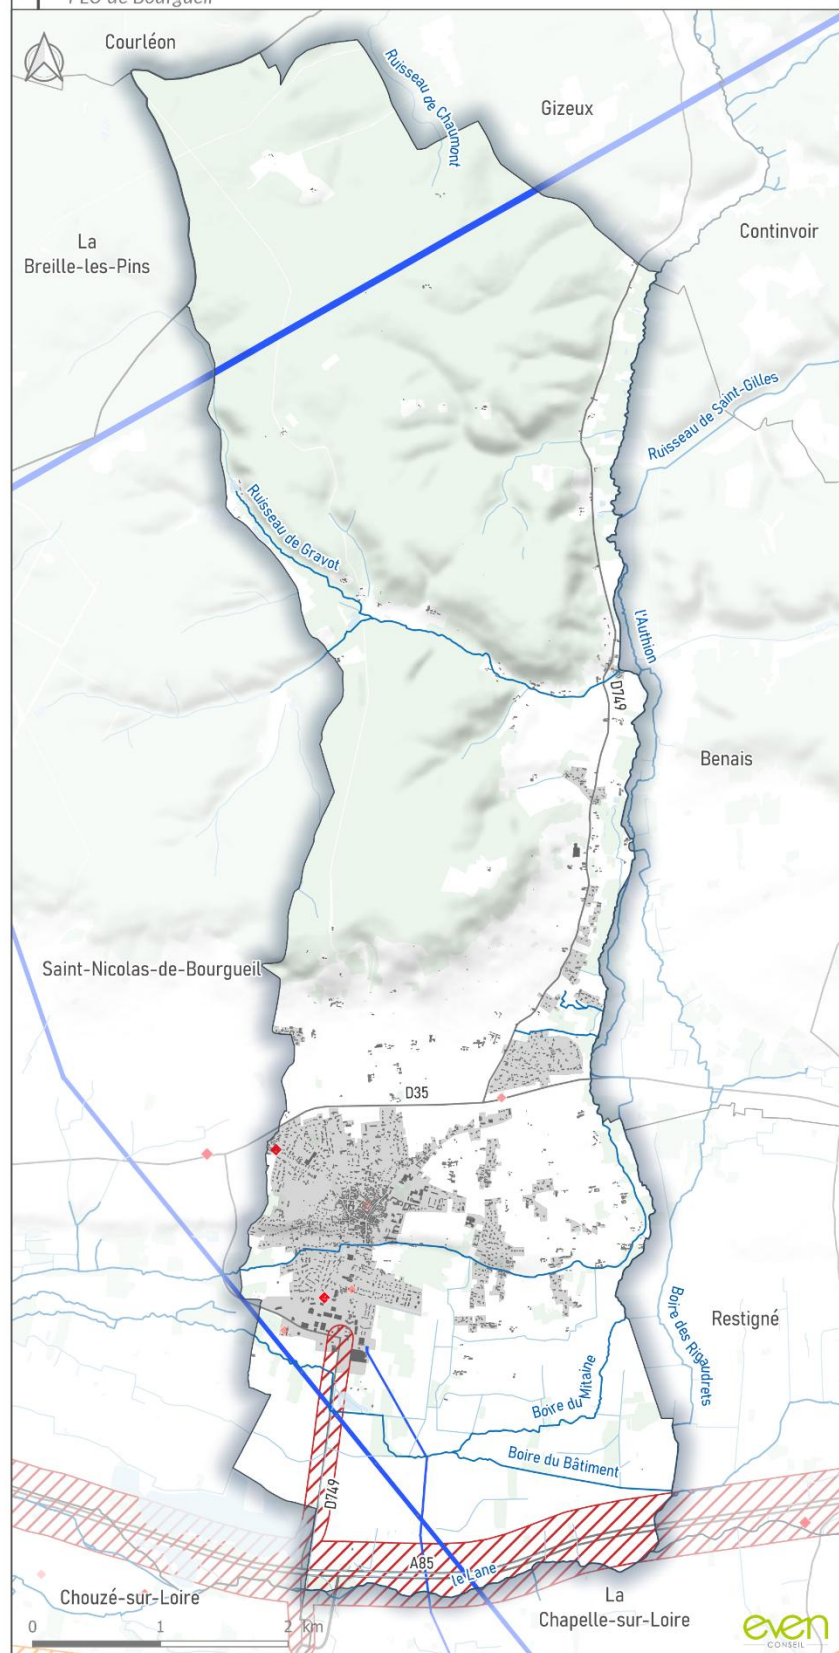 PLU de Bourgueil
Courléon
Ruisseau de Chaumont
Gizeux
La
Breille-les-Pins
Continvoir
Ruisseau de Saint-Gilles
Ruisseau de Gravot
l'Authion
D749
Benais
Saint-Nicolas-de-Bourgueil
D35
Boire des Rigaudrets
Restigné
Boire du Mitaine
Boire du Bâtiment
D749
A85
le Lane
Chouzé-sur-Loire
La
Chapelle-sur-Loire
0 1 2 km
even
CONSEIL